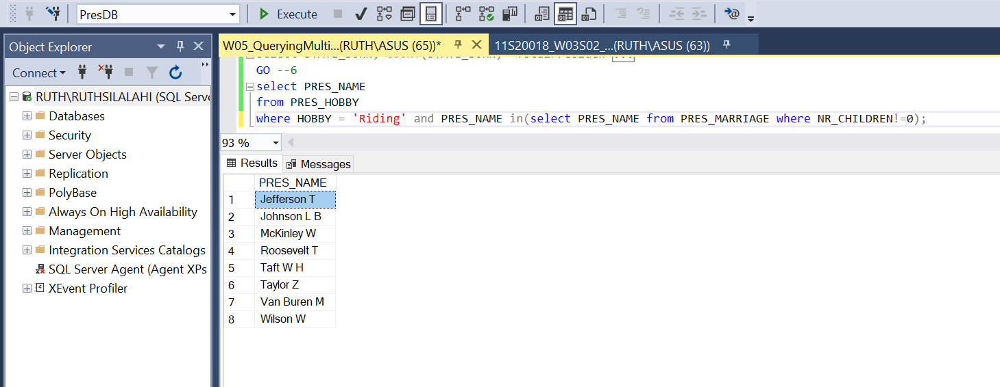 PresDB
Execute
Object Explorer
Connect
RUTH\RUTHSILALAHI (SQL Serve
Databases
Security
Server Objects
Replication
PolyBase
Always On High Availability
Management
Integration Services Catalogs
SQL Server Agent (Agent XPs
XEvent Profiler
W05_QueryingMulti...(RUTH\ASUS (65))*
11S20018_W03S02_...(RUTH\ASUS (63))
GO --6
select PRES_NAME
from PRES_HOBBY
where HOBBY = 'Riding' and PRES_NAME in(select PRES_NAME from PRES_MARRIAGE where NR_CHILDREN!=0);
93 %
Results Messages
PRES_NAME
1 Jefferson T
2 Johnson L B
3 McKinley W
4 Roosevelt T
5 Taft W H
6 Taylor Z
7 Van Buren M
8 Wilson W